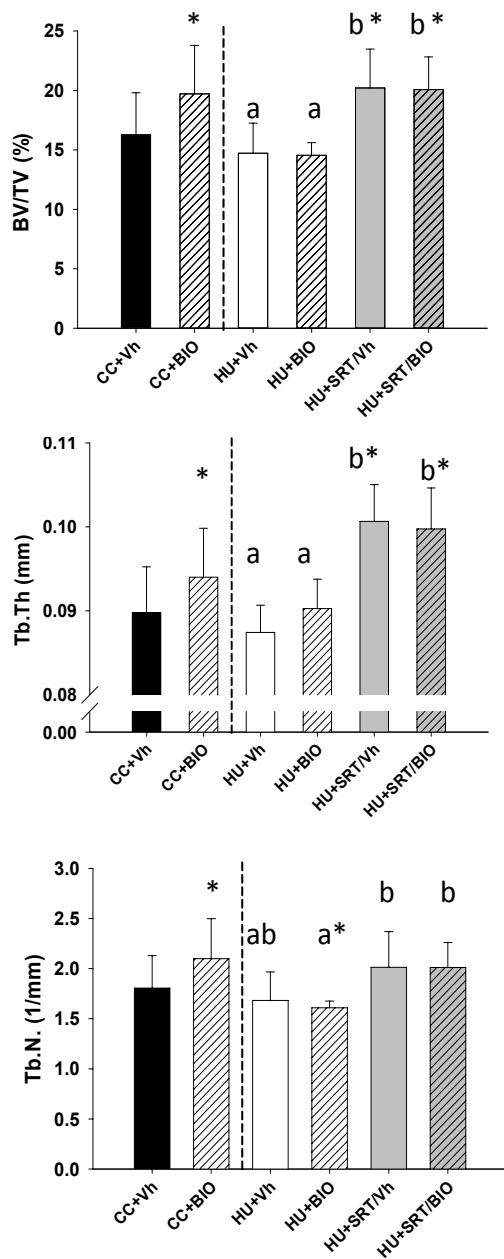 BV/TV (%)
25
20
15
10
5
0
*
a
a
b *
b *
CC+Vh
CC+BIO
HU+Vh
HU+BIO
HU+SRT/Vh
HU+SRT/BIO
Tb.Th (mm)
0.11
0.10
0.09
0.08
0.00
*
a
a
b*
b*
CC+Vh
CC+BIO
HU+Vh
HU+BIO
HU+SRT/Vh
HU+SRT/BIO
Tb.N. (1/mm)
3.0
2.5
2.0
1.5
1.0
0.5
0.0
*
ab
a*
b
b
CC+Vh
CC+BIO
HU+Vh
HU+BIO
HU+SRT/Vh
HU+SRT/BIO